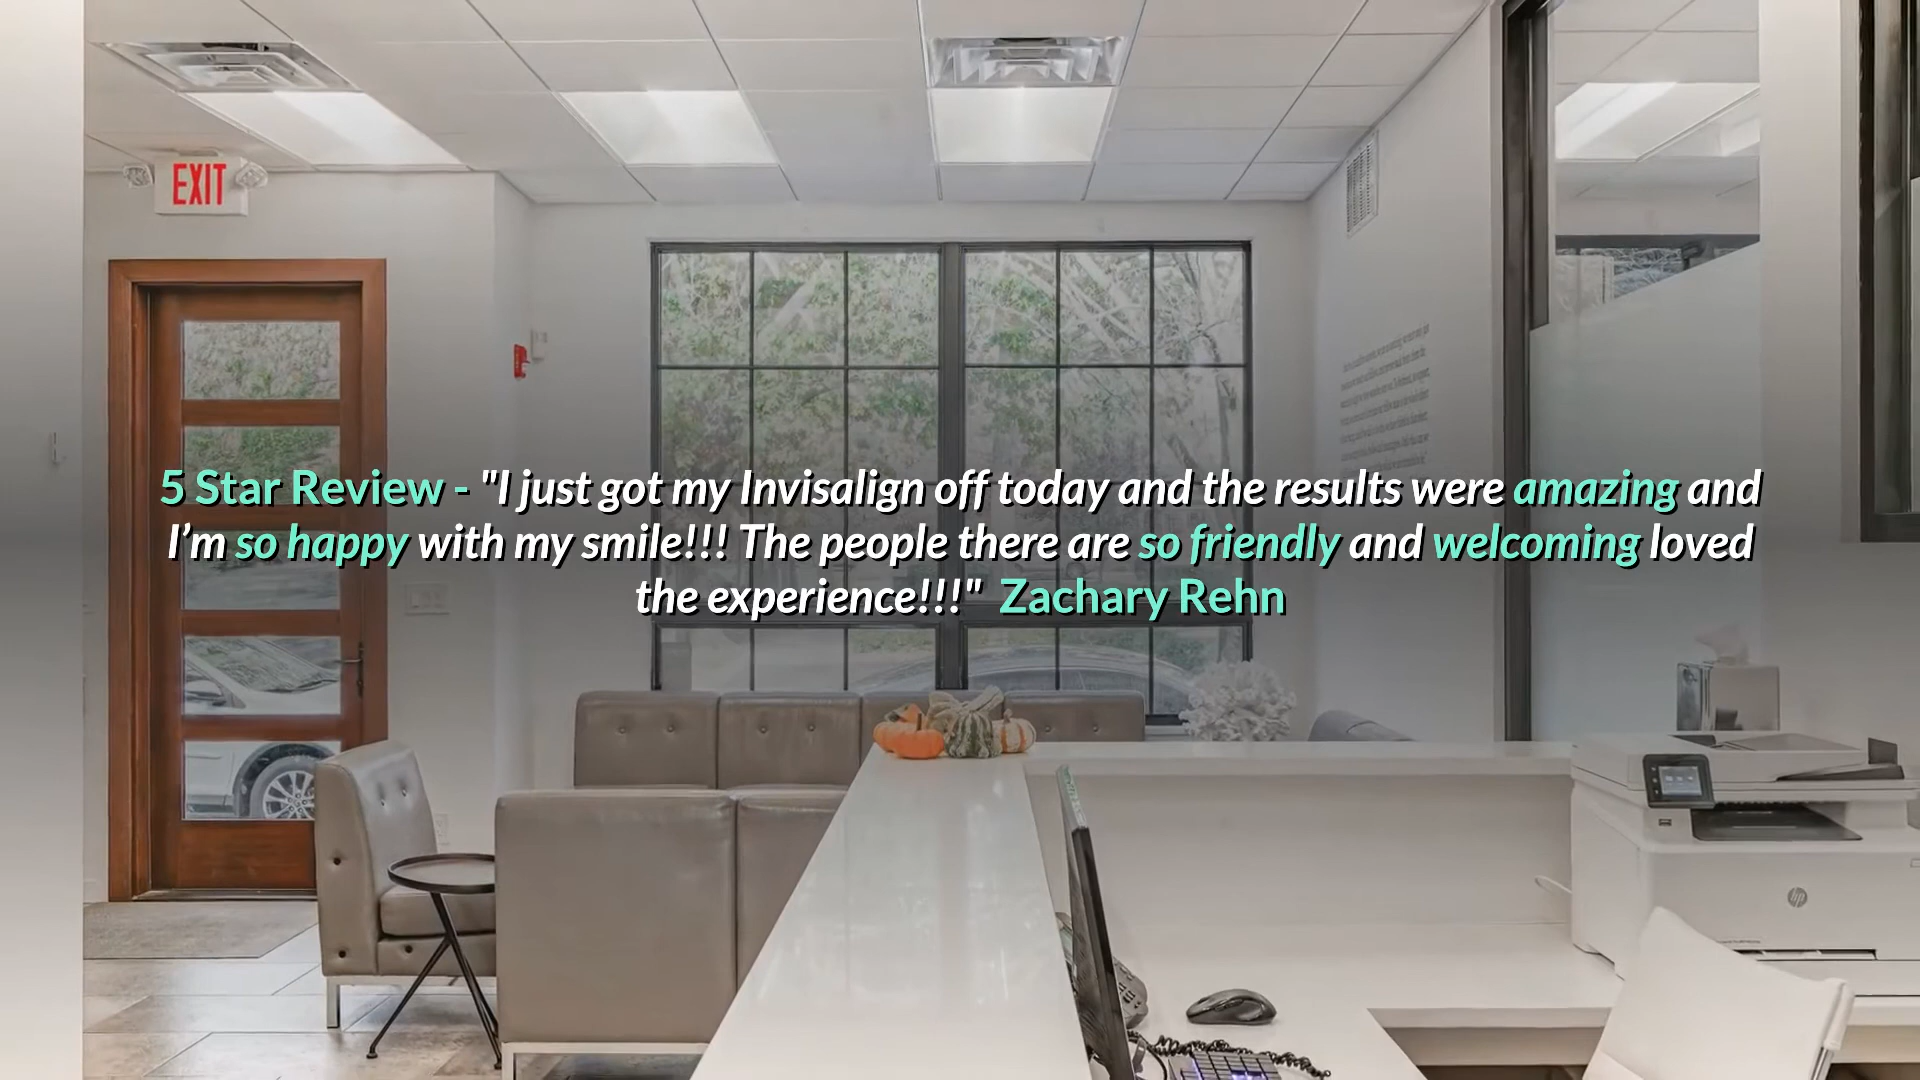 EXIT
5 Star Review - "I just got my Invisalign off today and the results were amazing and
I’m so happy with my smile!!! The people there are so friendly and welcoming loved
the experience!!!" Zachary Rehn
hp